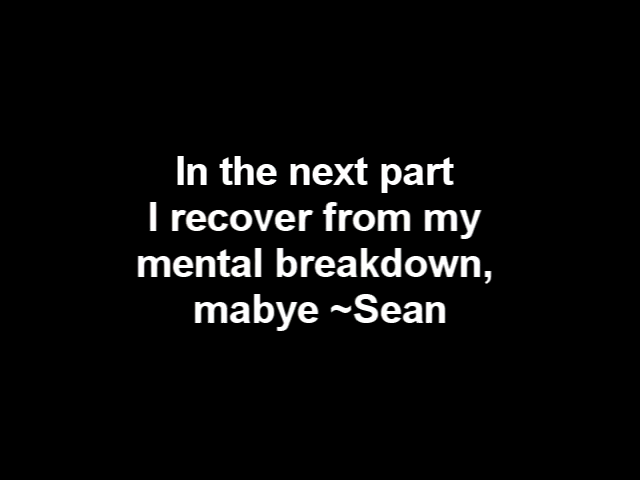 In the next part
I recover from my
mental breakdown,
mabye ~Sean